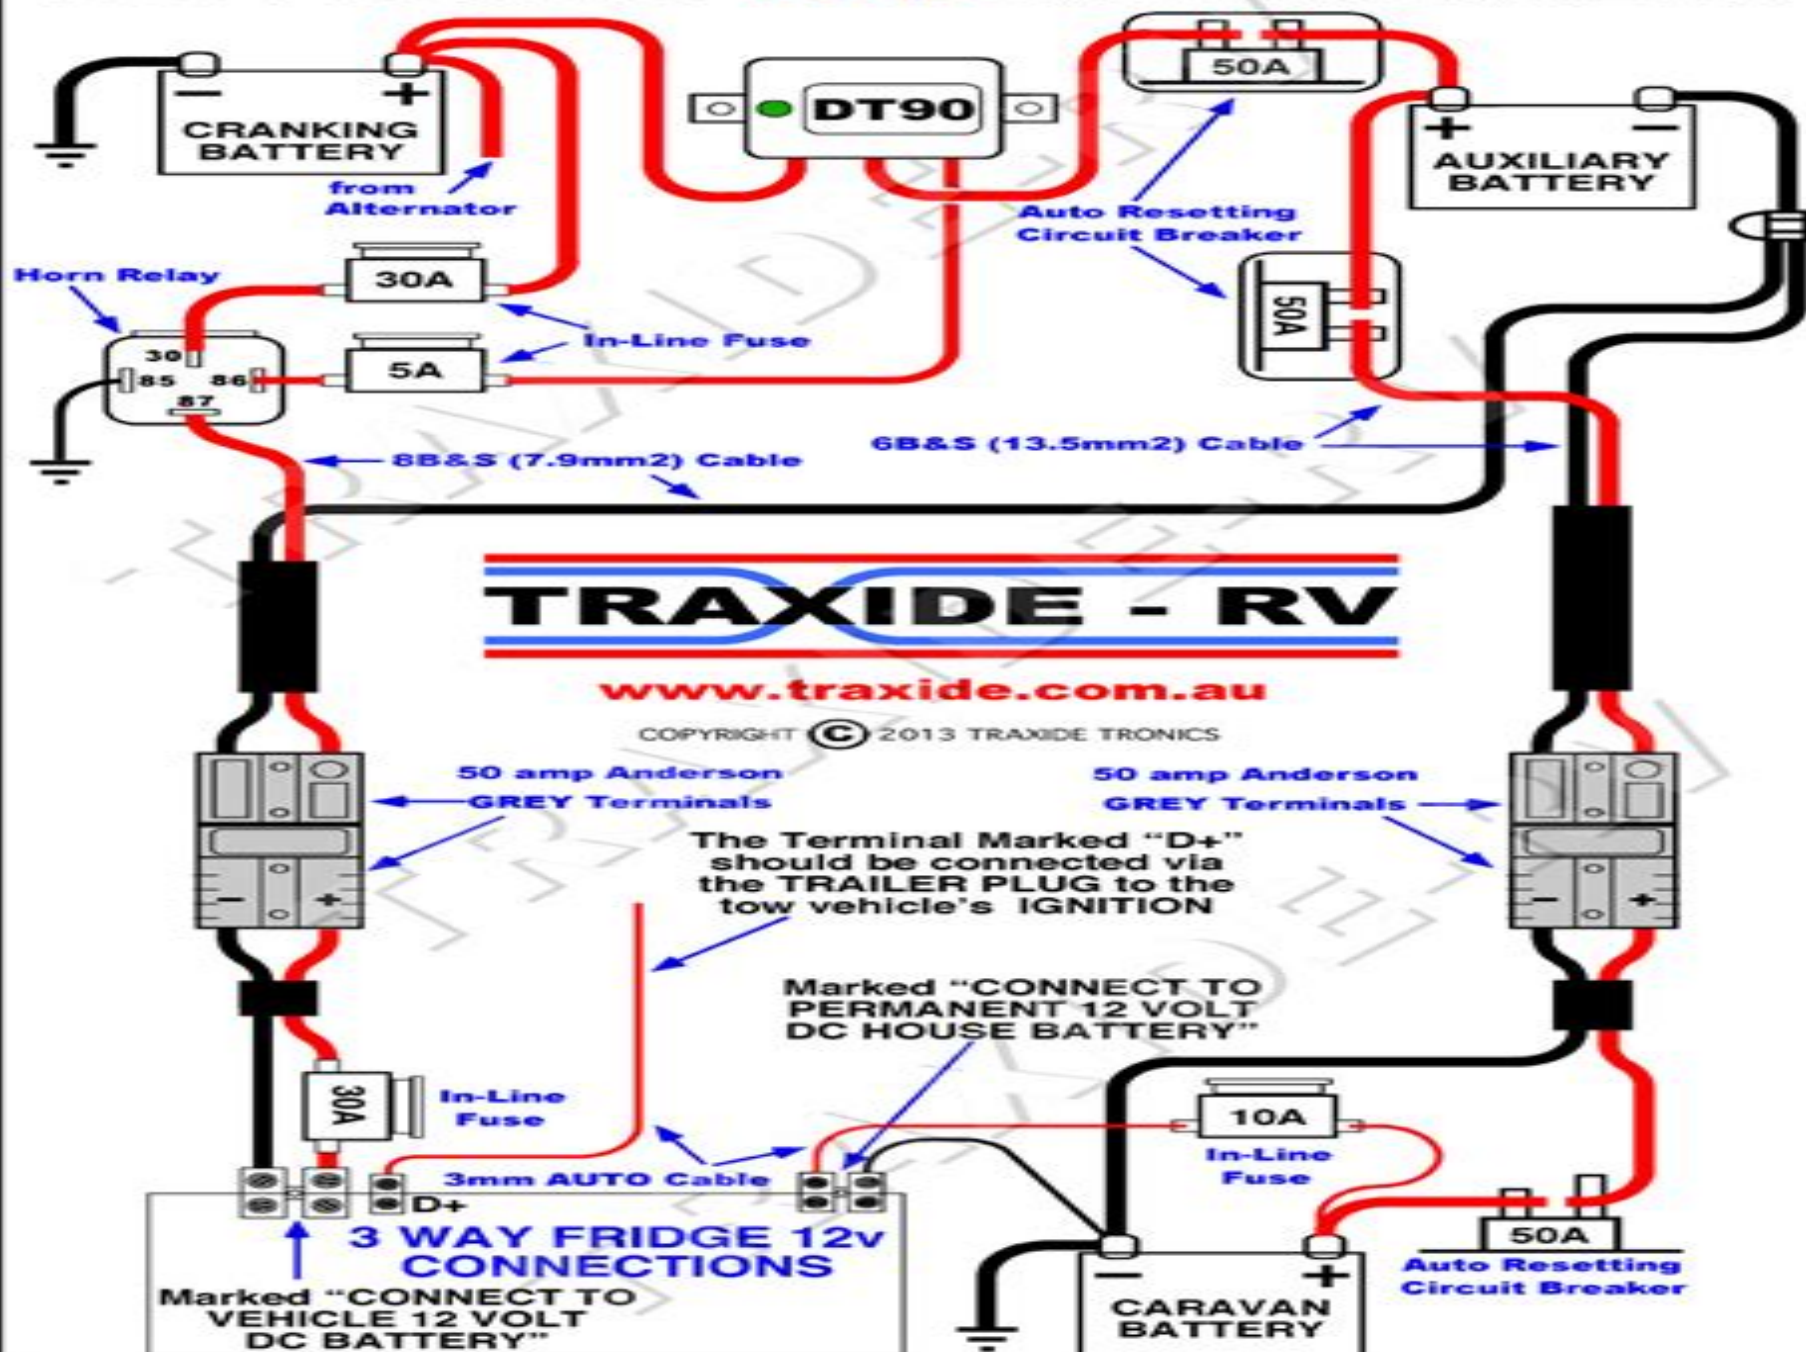 50A
DT90
CRANKING
BATTERY
AUXILIARY
BATTERY
from
Alternator
Auto Resetting
Circuit Breaker
Horn Relay
30A
50A
In-Line Fuse
30
5A
85
86
87
6B&S (13.5mm2) Cable
8B&S (7.9mm2) Cable
TRAXIDE - RV
www.traxide.com.au
COPYRIGHT © 2013 TRAXIDE TRONICS
50 amp Anderson
GREY Terminals
50 amp Anderson
GREY Terminals
The Terminal Marked “D+”
should be connected via
the TRAILER PLUG to the
tow vehicle's IGNITION
Marked “CONNECT TO
PERMANENT 12 VOLT
DC HOUSE BATTERY”
30A
In-Line
Fuse
10A
In-Line
Fuse
3mm AUTO Cable
D+
3 WAY FRIDGE 12v
CONNECTIONS
50A
Auto Resetting
Circuit Breaker
Marked “CONNECT TO
VEHICLE 12 VOLT
DC BATTERY”
CARAVAN
BATTERY
TRAXIDE-RV
TRAXIDE-RV